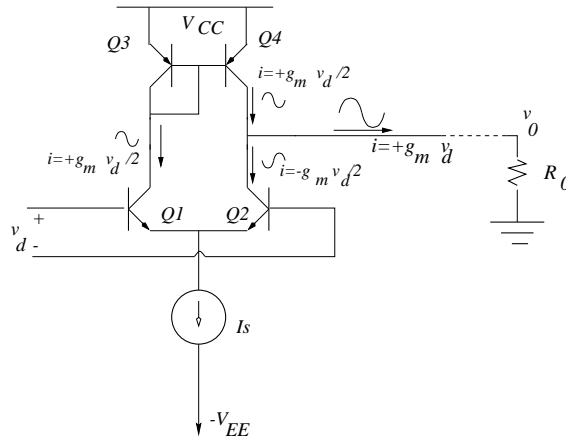 V CC
Q3
Q4
i=+g m v d /2
v 0
i=+g m v d /2
i=+g m v d
i=-g m v d /2
R 0
+
v d -
Q1
Q2
Is
-V EE